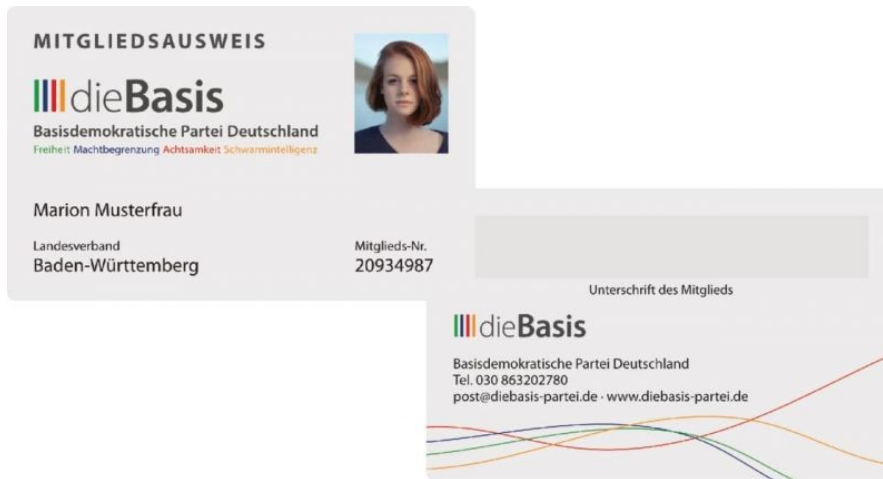 MITGLIEDSAUSWEIS
dieBasis
Basisdemokratische Partei Deutschland
Freiheit Machtbegrenzung Achtsamkeit Schwarmintelligenz
Marion Musterfrau
Landesverband
Baden-Württemberg
Mitglieds-Nr.
20934987
Unterschrift des Mitglieds
dieBasis
Basisdemokratische Partei Deutschland
Tel. 030 863202780
post@diebasis-partei.de · www.diebasis-partei.de